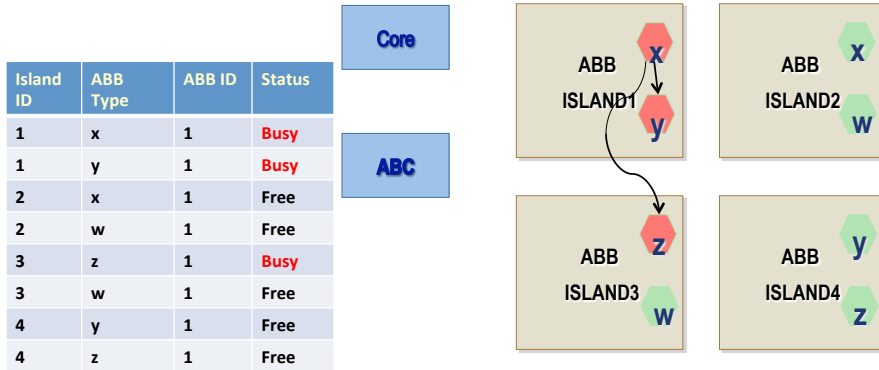 Core
ABC
Island ID ABB Type ABB ID Status
1 x 1 Busy
1 y 1 Busy
2 x 1 Free
2 w 1 Free
3 z 1 Busy
3 w 1 Free
4 y 1 Free
4 z 1 Free
ABB
ISLAND1
x
y
ABB
ISLAND2
x
w
ABB
ISLAND3
z
w
ABB
ISLAND4
y
z